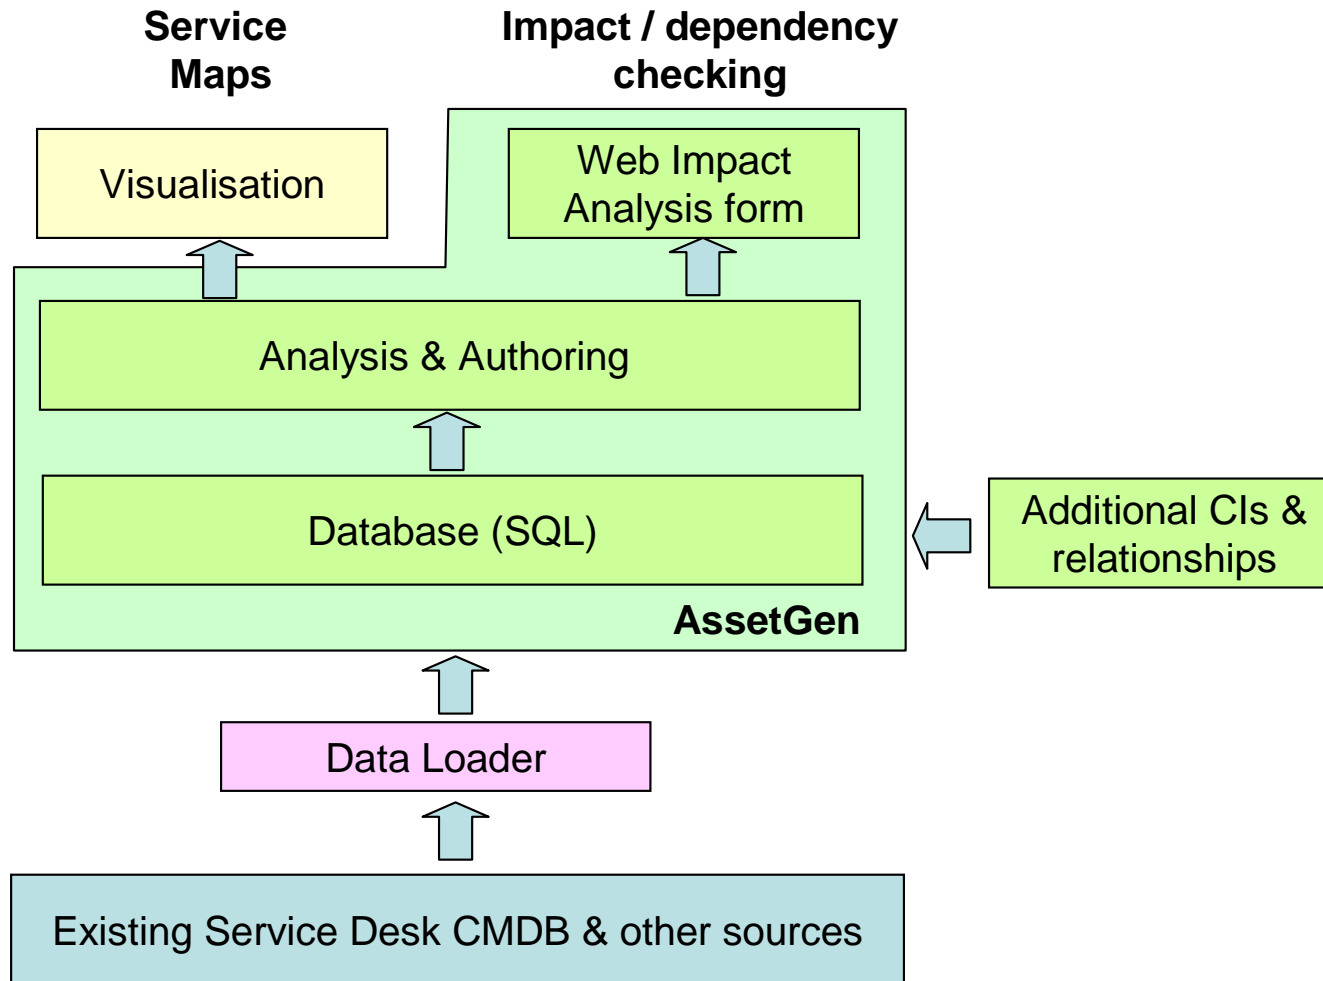 Service
Maps
Impact / dependency
checking
Visualisation
Web Impact
Analysis form
Analysis & Authoring
Database (SQL)
Additional CIs &
relationships
AssetGen
Data Loader
Existing Service Desk CMDB & other sources